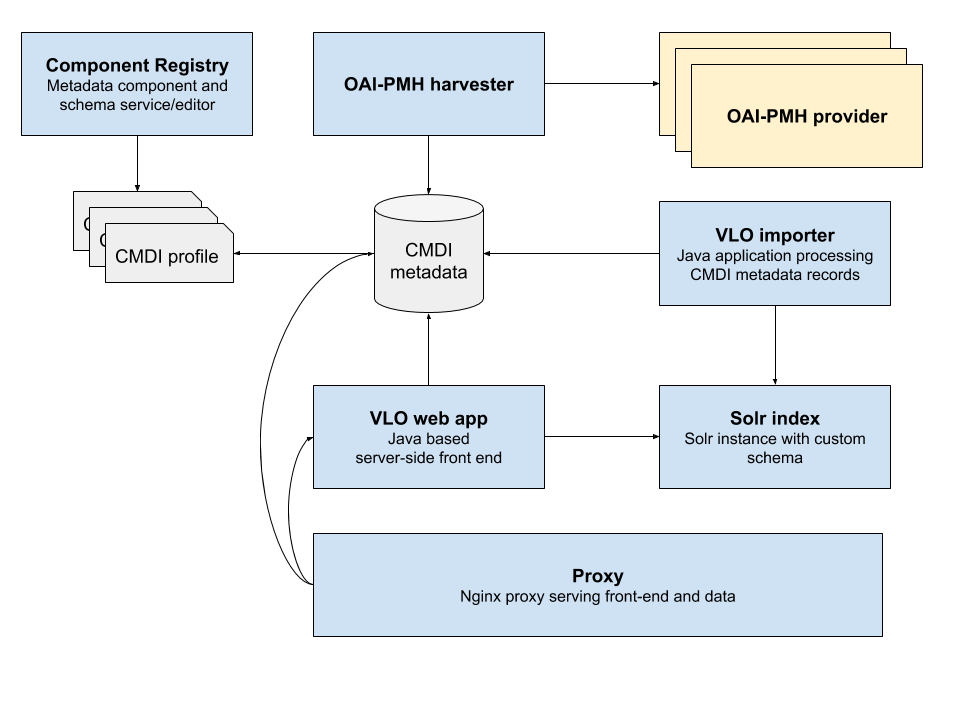 Component Registry
Metadata component and
schema service/editor
OAI-PMH harvester
OAI-PMH provider
C
C
CMDI profile
CMDI
metadata
VLO importer
Java application processing
CMDI metadata records
VLO web app
Java based
server-side front end
Solr index
Solr instance with custom
schema
Proxy
Nginx proxy serving front-end and data